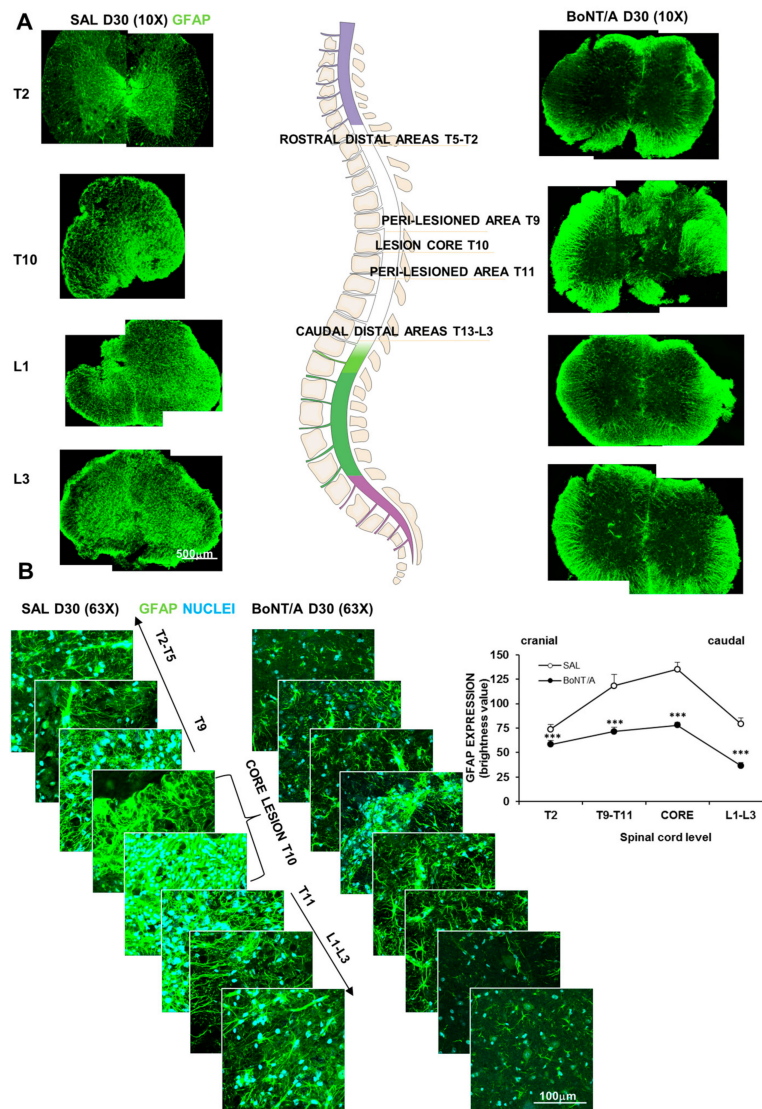 A
SAL D30 (10X) GFAP
BoNT/A D30 (10X)
T2
ROSTRAL DISTAL AREAS T5-T2
T10
PERI-LESIONED AREA T9
LESION CORE T10
PERI-LESIONED AREA T11
L1
CAUDAL DISTAL AREAS T13-L3
L3
500µm
B
SAL D30 (63X) GFAP NUCLEI BoNT/A D30 (63X)
T2-T5
T9
CORE LESION T10
T11
L1-L3
100µm
cranial
caudal
SAL
BoNT/A
GFAP EXPRESSION
(brightness value)
150
125
100
75
50
25
0
***
***
***
***
T2
T9-T11
CORE
L1-L3
Spinal cord level